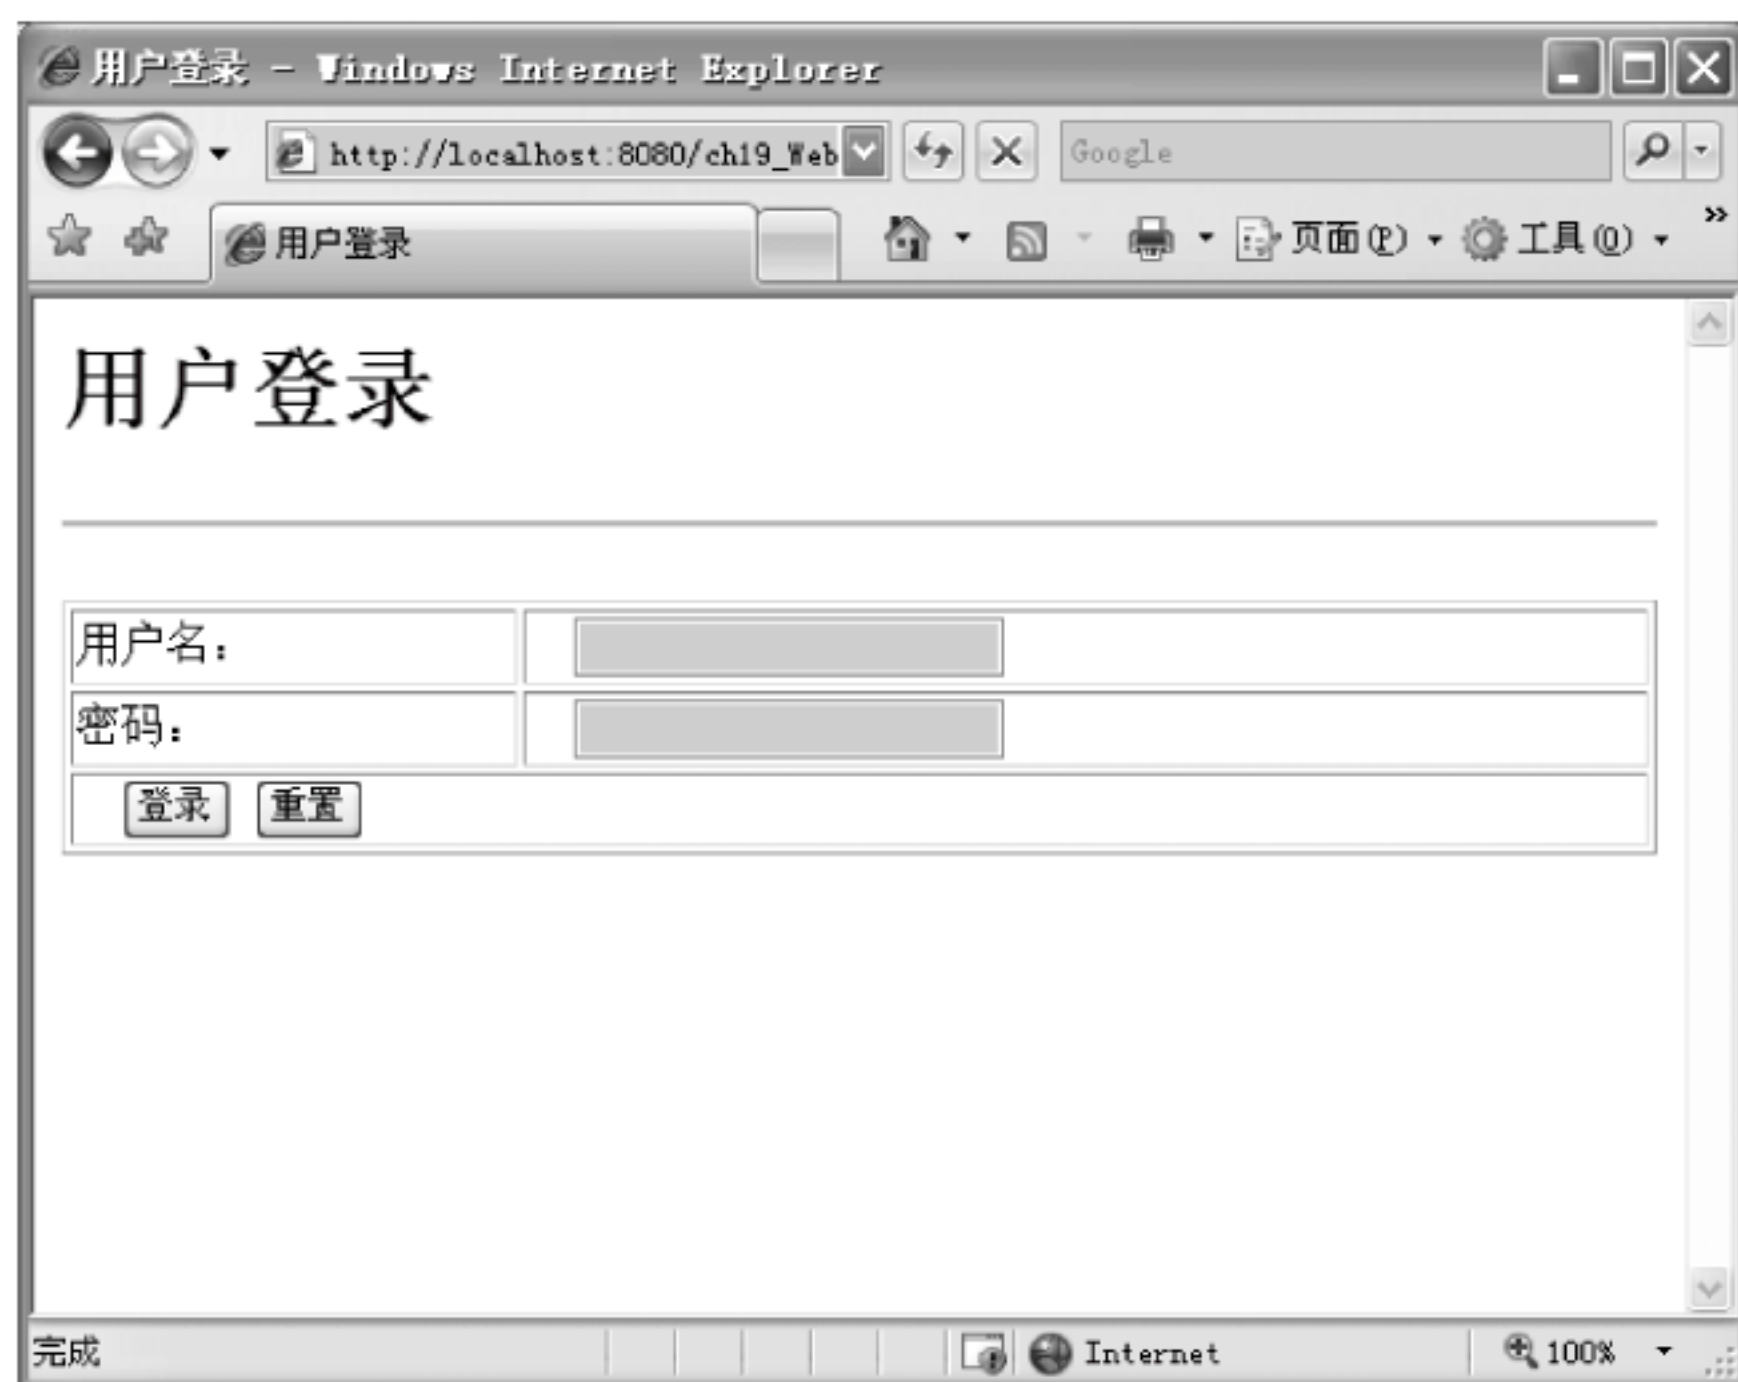 用户登录 - Windows Internet Explorer
http://localhost:8080/ch19_Web
Google
用户登录
页面(P)
工具(O)
»
用户登录
用户名：
密码：
登录 重置
完成
Internet
100%